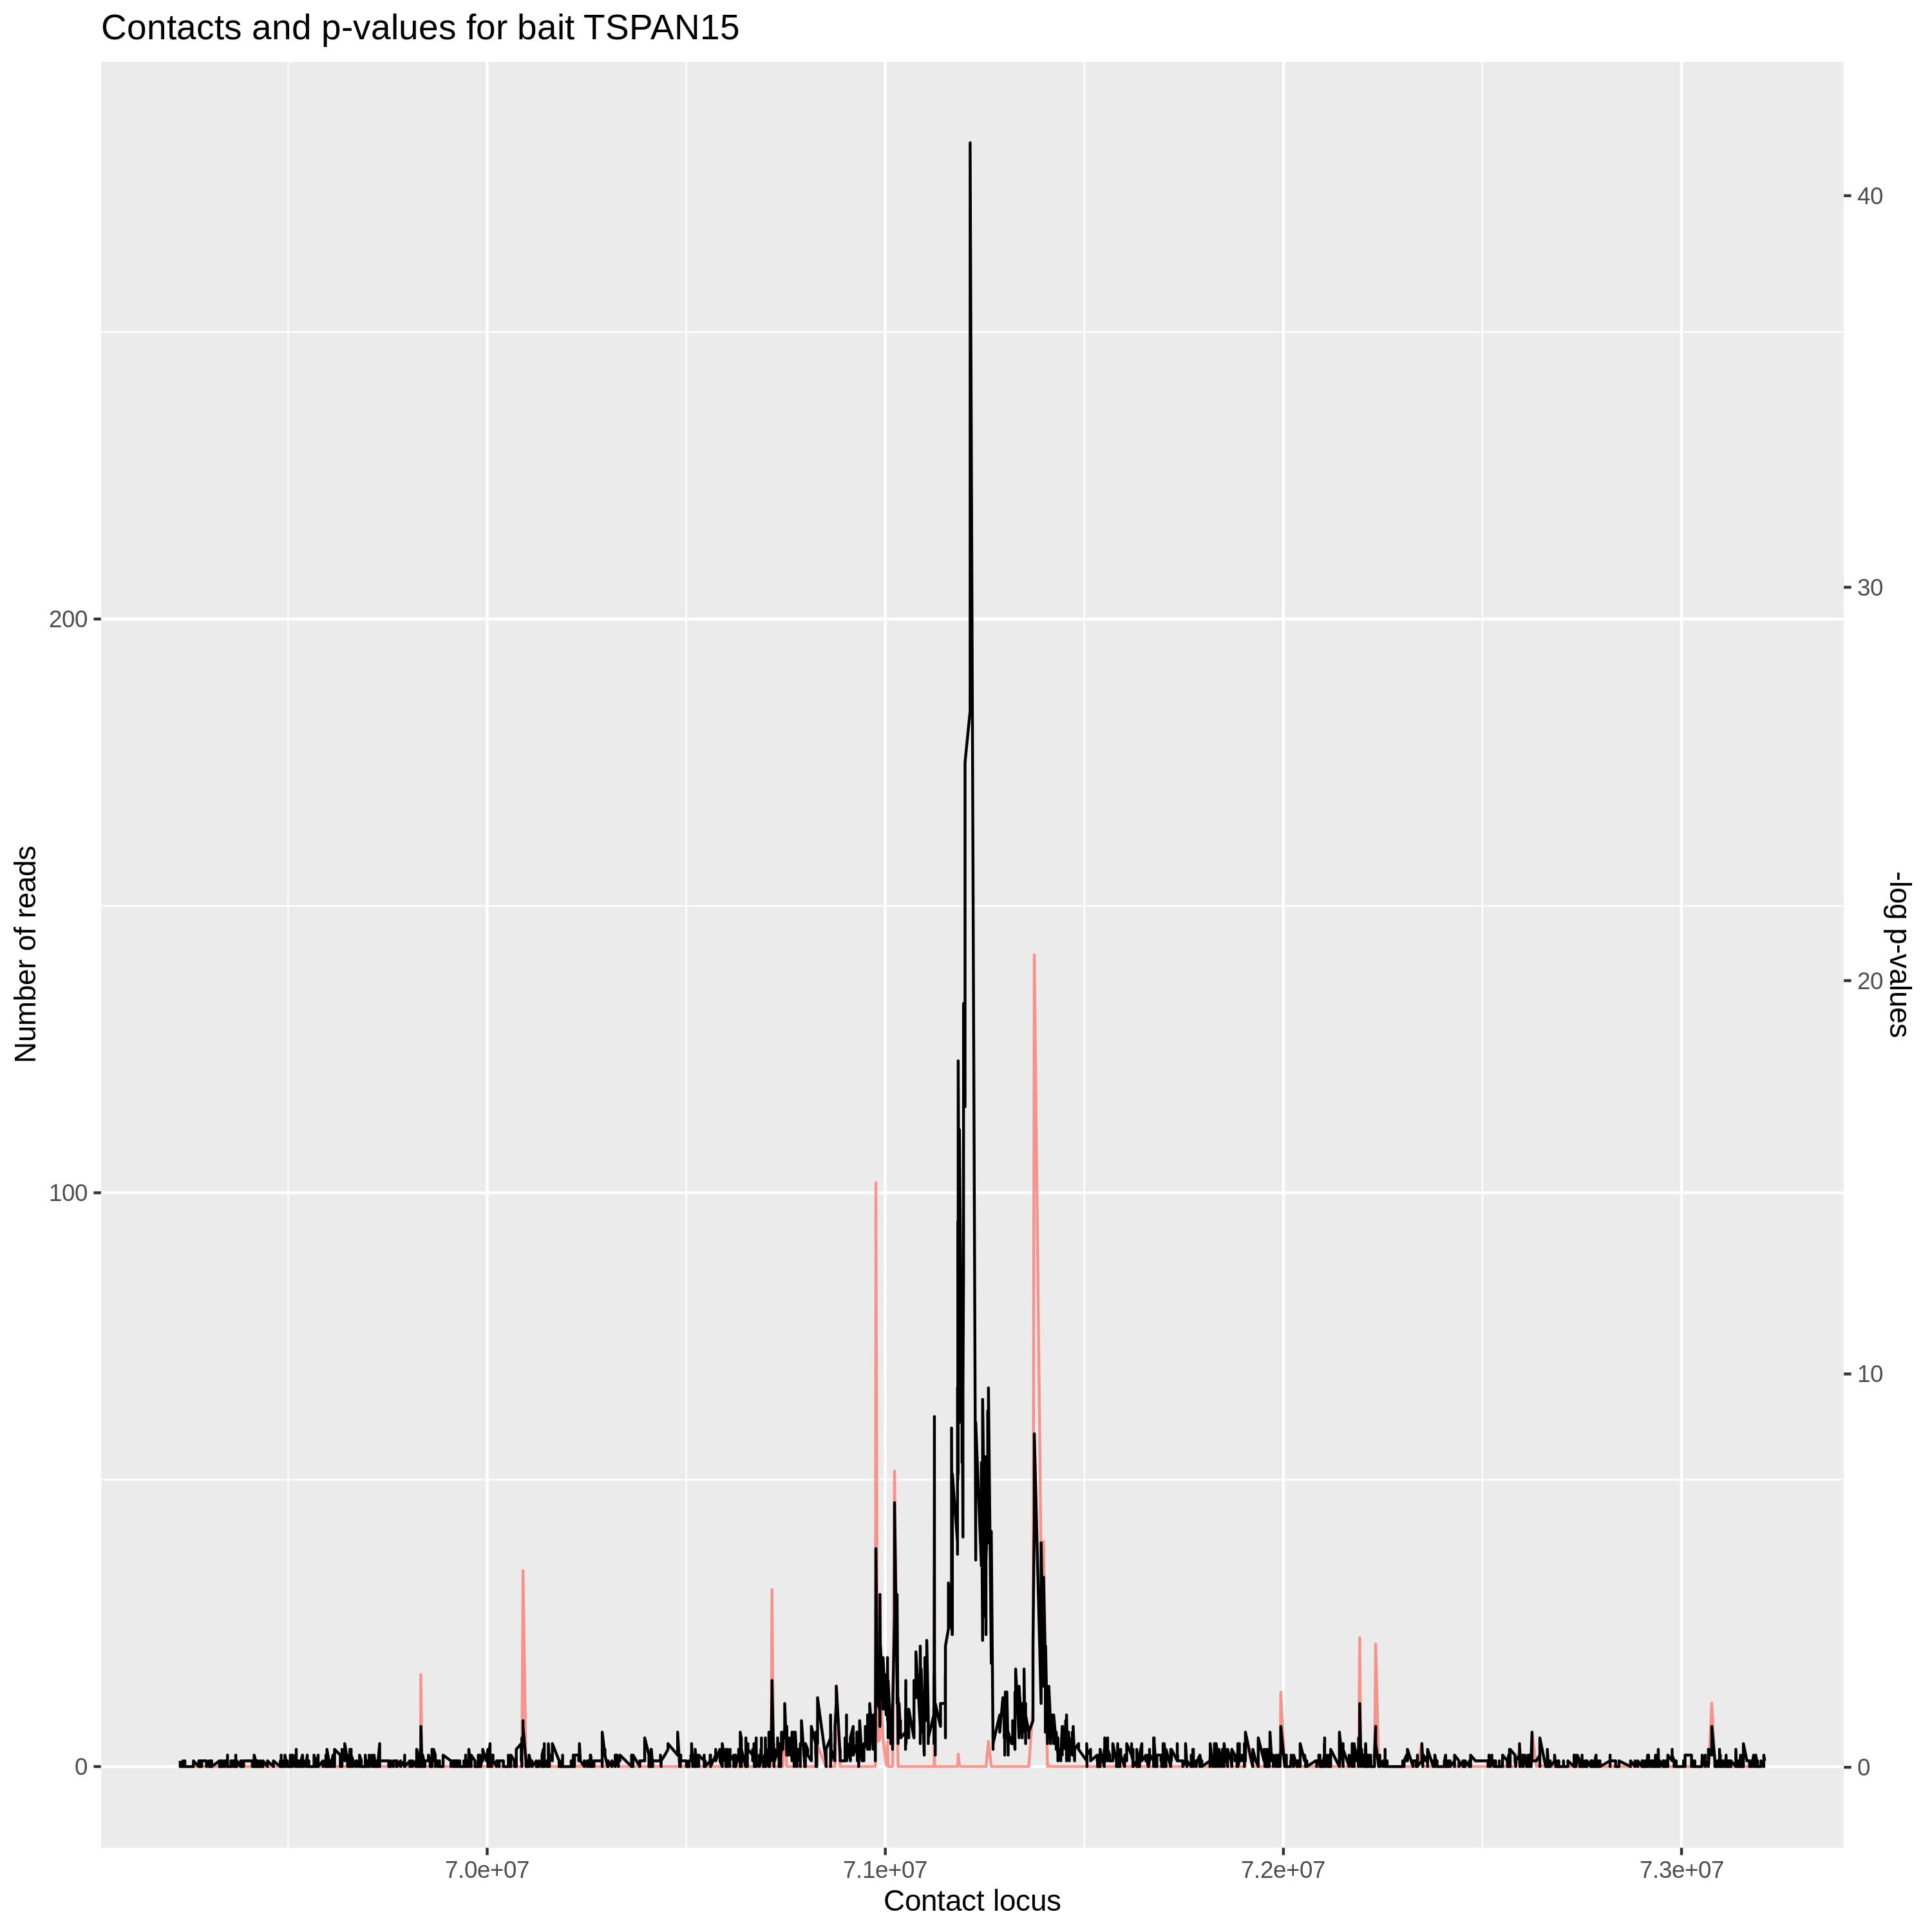 Contacts and p-values for bait TSPAN15
Number of reads
200
100
0
40
30
20
10
0
-log p-values
7.0e+07
7.1e+07
7.2e+07
7.3e+07
Contact locus